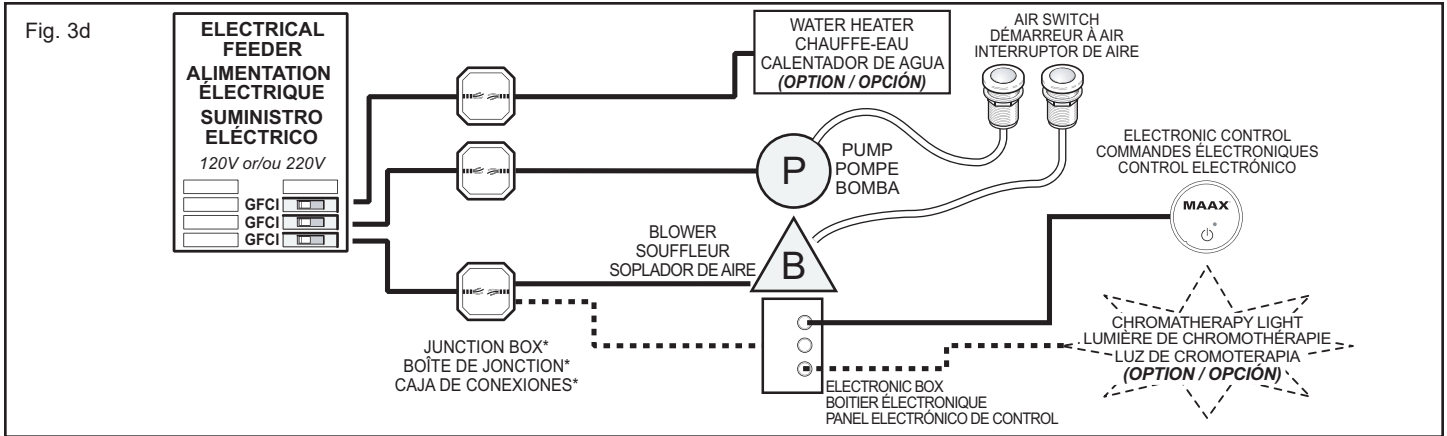 Fig. 3d
ELECTRICAL
FEEDER
ALIMENTATION
ÉLECTRIQUE
SUMINISTRO
ELÉCTRICO
120V or/ou 220V
GFCI
GFCI
GFCI
WATER HEATER
CHAUFFE-EAU
CALENTADOR DE AGUA
(OPTION / OPCIÓN)
AIR SWITCH
DÉMARREUR À AIR
INTERRUPTOR DE AIRE
P
PUMP
POMPE
BOMBA
ELECTRONIC CONTROL
COMMANDES ÉLECTRONIQUES
CONTROL ELECTRÓNICO
MAAX
BLOWER
SOUFFLEUR
SOPLADOR DE AIRE
B
JUNCTION BOX*
BOÎTE DE JONCTION*
CAJA DE CONEXIONES*
CHROMATHERAPY LIGHT
LUMIÈRE DE CHROMOTHÉRAPIE
LUZ DE CROMOTERAPIA
(OPTION / OPCIÓN)
ELECTRONIC BOX
BOITIER ÉLECTRONIQUE
PANEL ELECTRÓNICO DE CONTROL